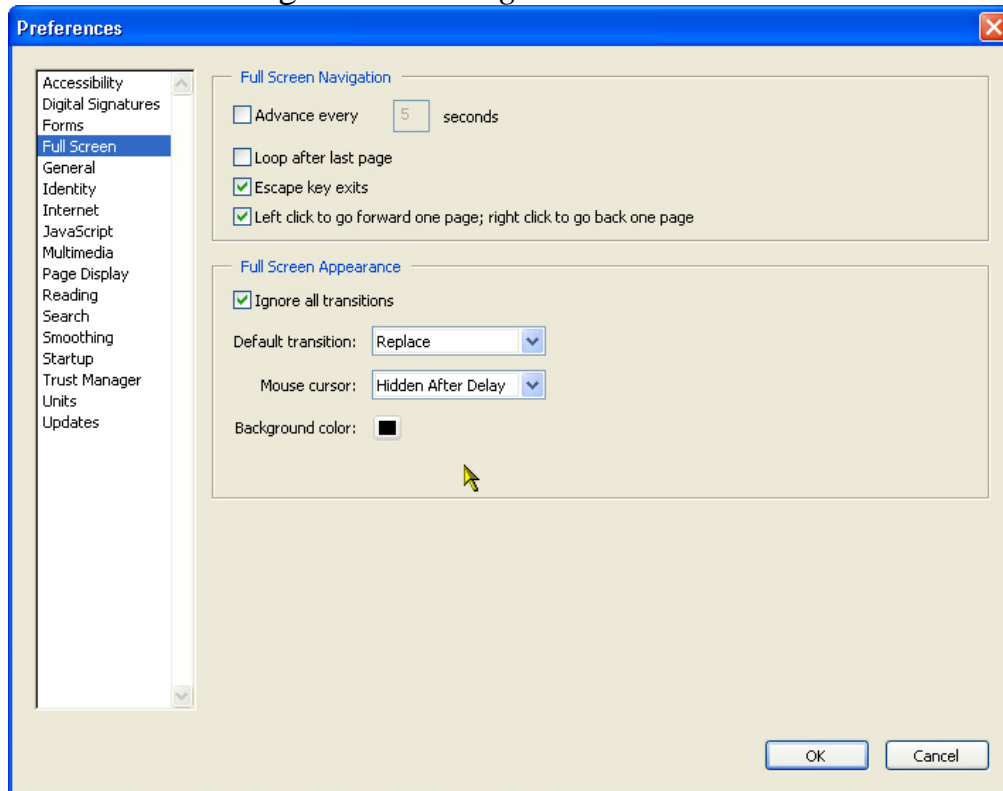 Preferences
Accessibility
Digital Signatures
Forms
Full Screen
General
Identity
Internet
JavaScript
Multimedia
Page Display
Reading
Search
Smoothing
Startup
Trust Manager
Units
Updates
Full Screen Navigation
Advance every 5 seconds
Loop after last page
Escape key exits
Left click to go forward one page; right click to go back one page
Full Screen Appearance
Ignore all transitions
Default transition: Replace
Mouse cursor: Hidden After Delay
Background color:
OK Cancel